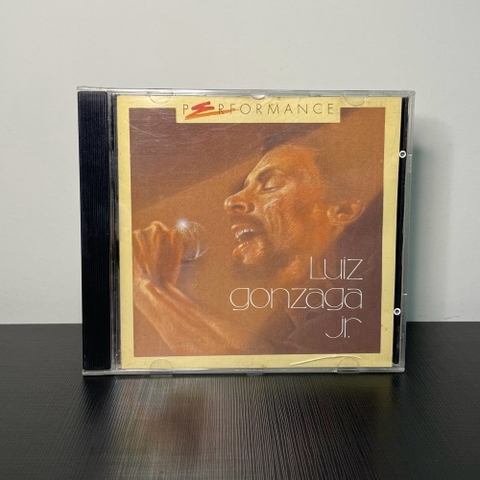 PERFORMANCE
Luiz
gonzaga
Jr.